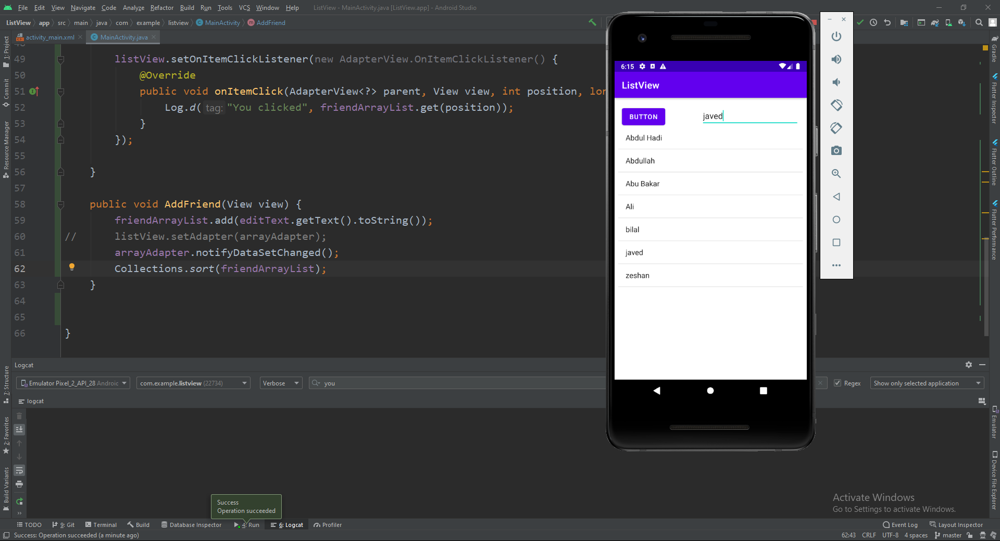 File Edit View Navigate Code Analyze Refactor Build Run Tools VCS Window Help ListView - MainActivity.java [ListView.app] - Android Studio
ListView app src main java com example listview MainActivity AddFriend
activity_main.xml MainActivity.java
49 listView.setOnItemClickListener(new AdapterView.OnItemClickListener() {
50 @Override
51 public void onItemClick(AdapterView<?> parent, View view, int position, lon
52 Log.d( tag: "You clicked", friendArrayList.get(position));
53 }
54 });
55
56 }
57
58 public void AddFriend(View view) {
59 friendArrayList.add(editText.getText().toString());
60 // listView.setAdapter(arrayAdapter);
61 arrayAdapter.notifyDataSetChanged();
62 Collections.sort(friendArrayList);
63 }
64
65
66 }
6:15
ListView
BUTTON javed
Abdul Hadi
Abdullah
Abu Bakar
Ali
bilal
javed
zeshan
1: Project
Commit
Resource Manager
7: Structure
2: Favorites
Build Variants
Gradle
Flutter Inspector
Flutter Outline
Flutter Performance
Emulator
Device File Explorer
Logcat
Emulator Pixel_2_API_28 Android com.example.listview (22734) Verbose you Regex Show only selected application
logcat
Success
Operation succeeded
Activate Windows
Go to Settings to activate Windows.
TODO 9: Git Terminal Build Database Inspector 4: Run 6: Logcat Profiler Event Log Layout Inspector
Success: Operation succeeded (a minute ago) 62:43 CRLF UTF-8 4 spaces master